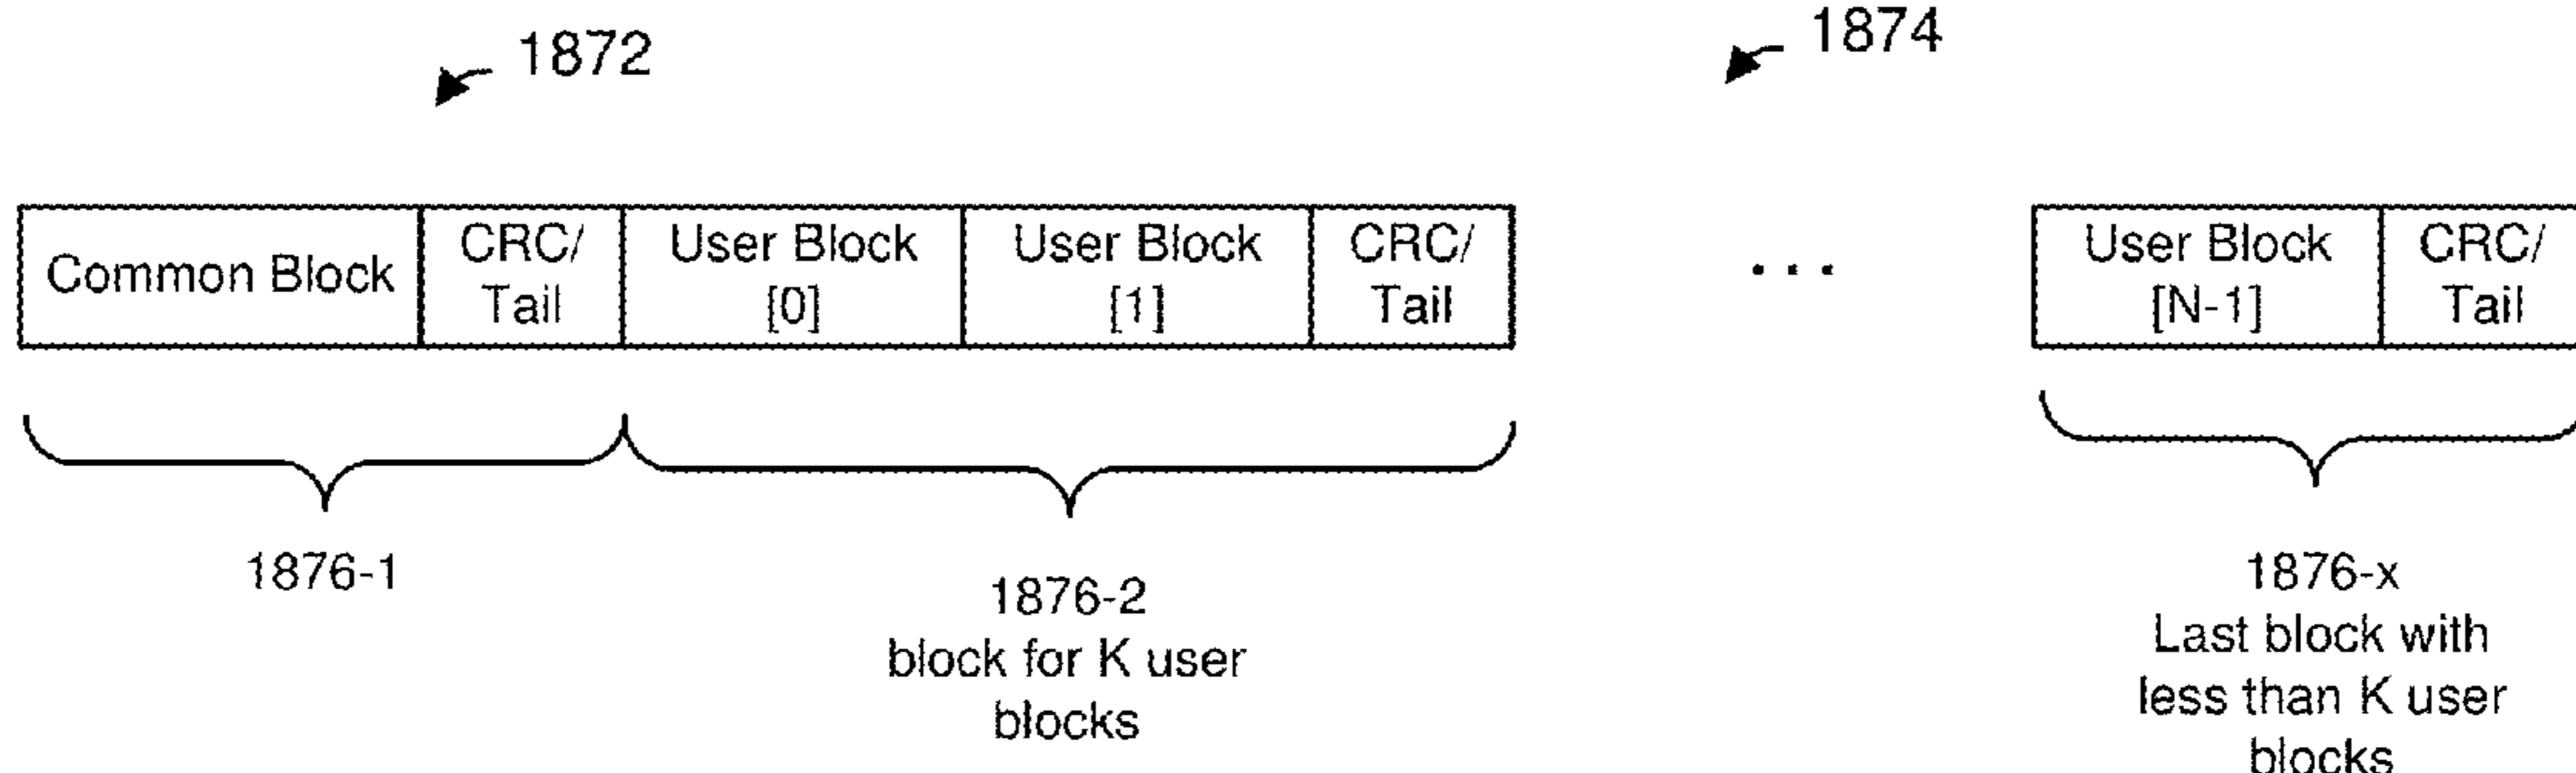 1872
1874
Common Block
CRC/
Tail
User Block
[0]
User Block
[1]
CRC/
Tail
...
User Block
[N-1]
CRC/
Tail
1876-1
1876-2
block for K user
blocks
1876-x
Last block with
less than K user
blocks